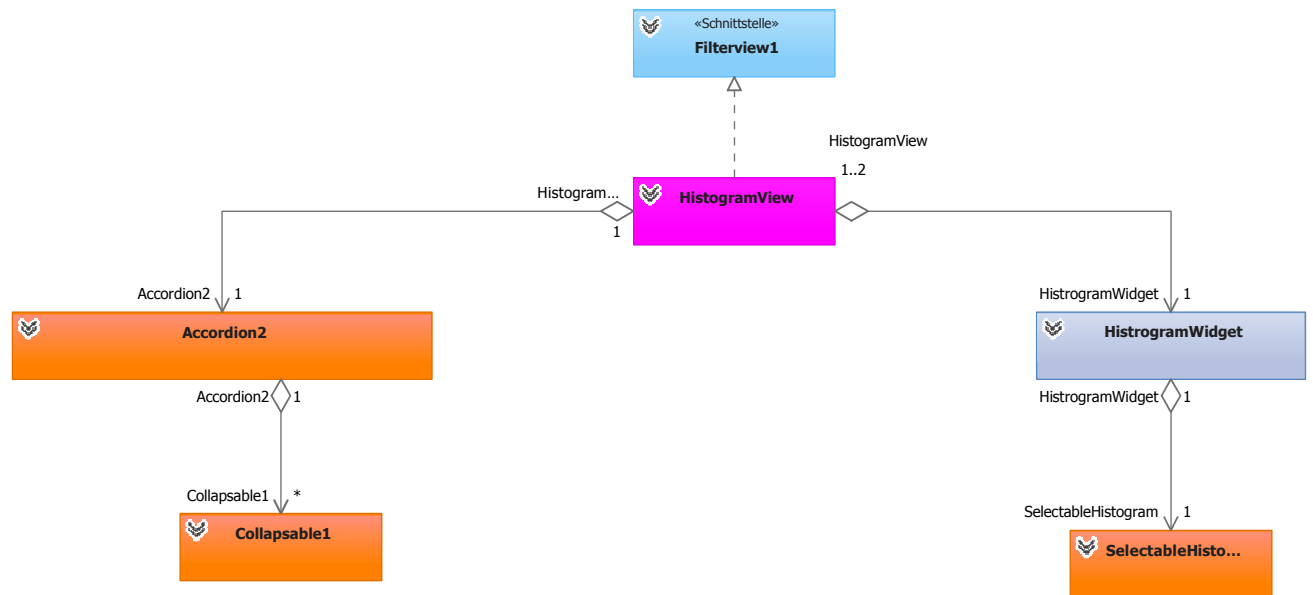 «Schnittstelle»
Filterview1
HistogramView
1..2
Histogram...
HistogramView
1
Accordion2 1
HistrogramWidget 1
Accordion2
HistrogramWidget
Accordion2 1
HistrogramWidget 1
Collapsable1 *
SelectableHistogram 1
Collapsable1
SelectableHisto...